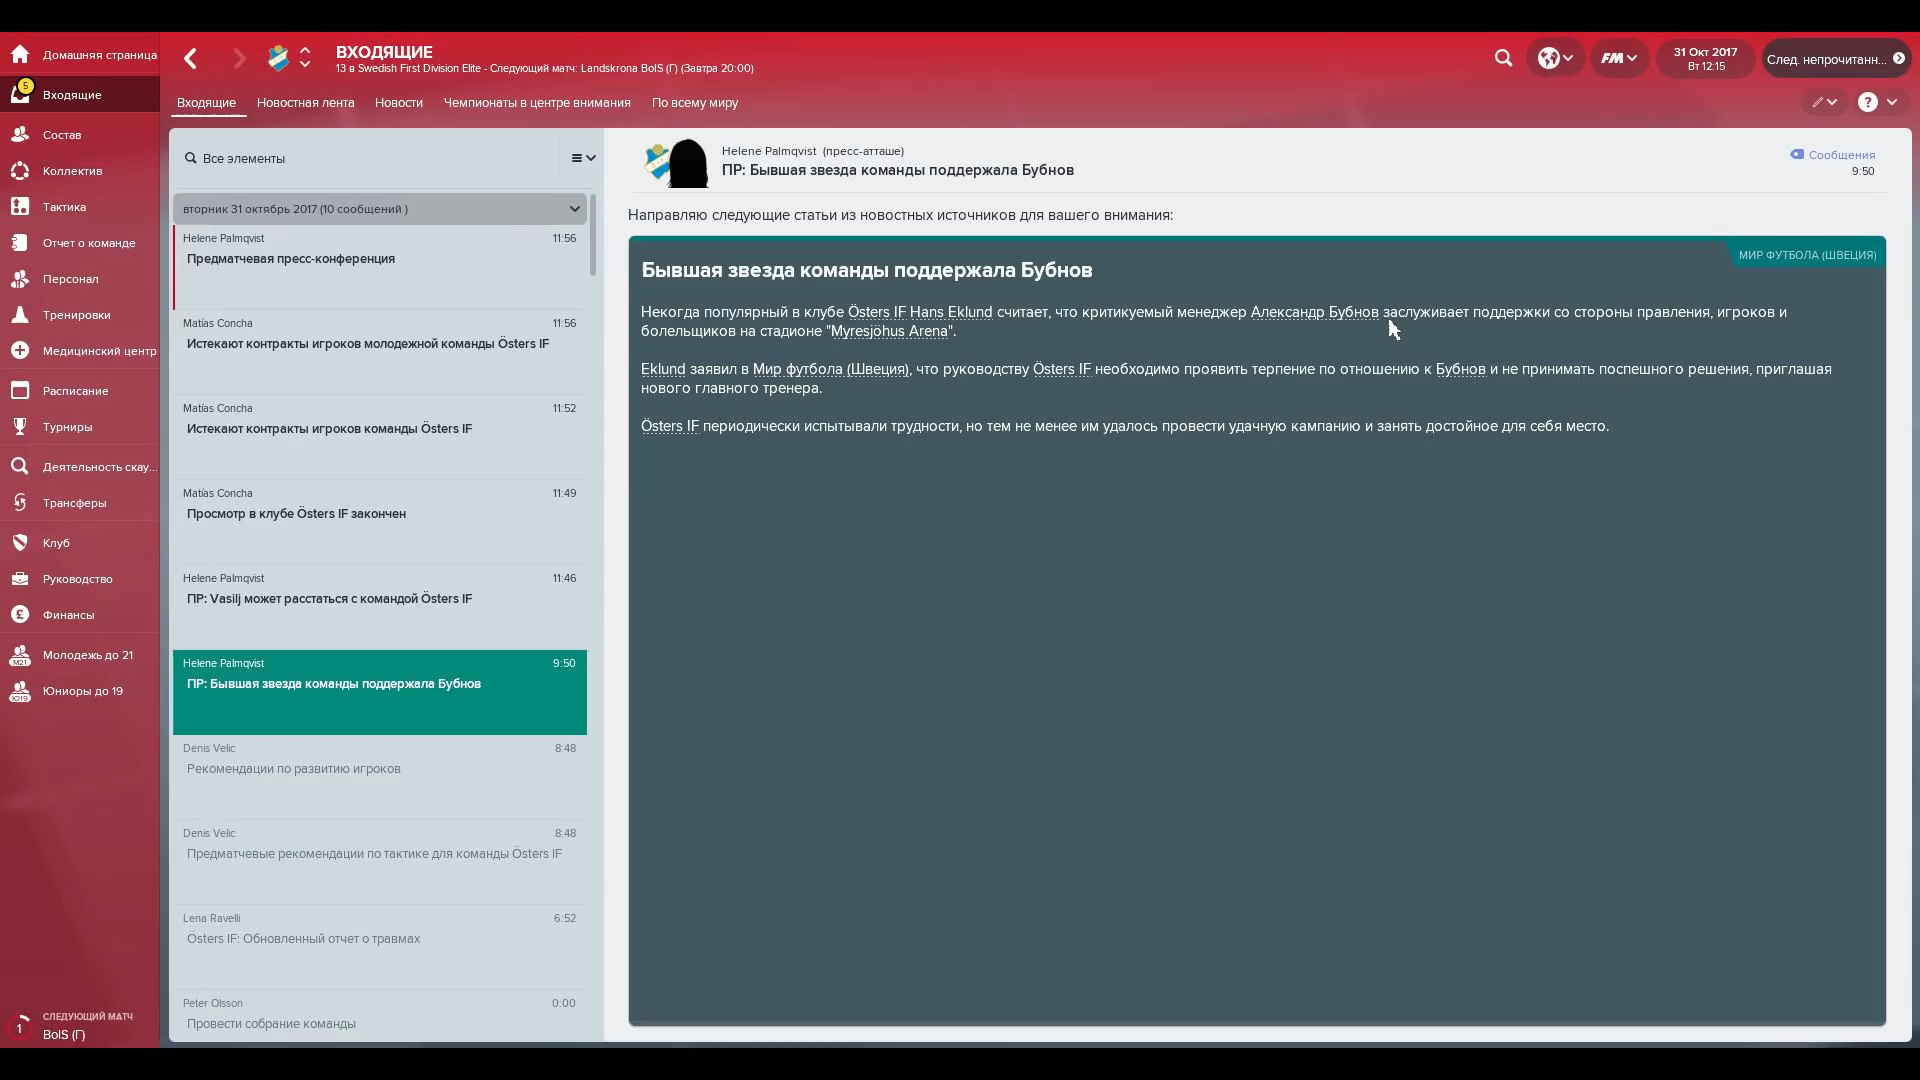 Домашняя страница
5
Входящие
Состав
Коллектив
Тактика
Отчет о команде
Персонал
Тренировки
Медицинский центр
Расписание
Турниры
Деятельность скау...
Трансферы
Клуб
Руководство
Финансы
Молодежь до 21
Юниоры до 19
СЛЕДУЮЩИЙ МАТЧ
1
BoIS (Г)
ВХОДЯЩИЕ
13 в Swedish First Division Elite - Следующий матч: Landskrona BoIS (Г) (Завтра 20:00)
FM
31 Окт 2017
Вт 12:15
След. непрочитанн...
Входящие Новостная лента Новости Чемпионаты в центре внимания По всему миру
?
Все элементы
вторник 31 октябрь 2017 (10 сообщений )
Helene Palmqvist 11:56
Предматчевая пресс-конференция
Matías Concha 11:56
Истекают контракты игроков молодежной команды Östers IF
Matías Concha 11:52
Истекают контракты игроков команды Östers IF
Matías Concha 11:49
Просмотр в клубе Östers IF закончен
Helene Palmqvist 11:46
ПР: Vasilj может расстаться с командой Östers IF
Helene Palmqvist 9:50
ПР: Бывшая звезда команды поддержала Бубнов
Denis Velic 8:48
Рекомендации по развитию игроков
Denis Velic 8:48
Предматчевые рекомендации по тактике для команды Östers IF
Lena Ravelli 6:52
Östers IF: Обновленный отчет о травмах
Peter Olsson 0:00
Провести собрание команды
Helene Palmqvist (пресс-атташе)
ПР: Бывшая звезда команды поддержала Бубнов
Сообщения
9:50
Направляю следующие статьи из новостных источников для вашего внимания:
МИР ФУТБОЛА (ШВЕЦИЯ)
Бывшая звезда команды поддержала Бубнов
Некогда популярный в клубе Östers IF Hans Eklund считает, что критикуемый менеджер Александр Бубнов заслуживает поддержки со стороны правления, игроков и
болельщиков на стадионе "Myresjöhus Arena".
Eklund заявил в Мир футбола (Швеция), что руководству Östers IF необходимо проявить терпение по отношению к Бубнов и не принимать поспешного решения, приглашая
нового главного тренера.
Östers IF периодически испытывали трудности, но тем не менее им удалось провести удачную кампанию и занять достойное для себя место.